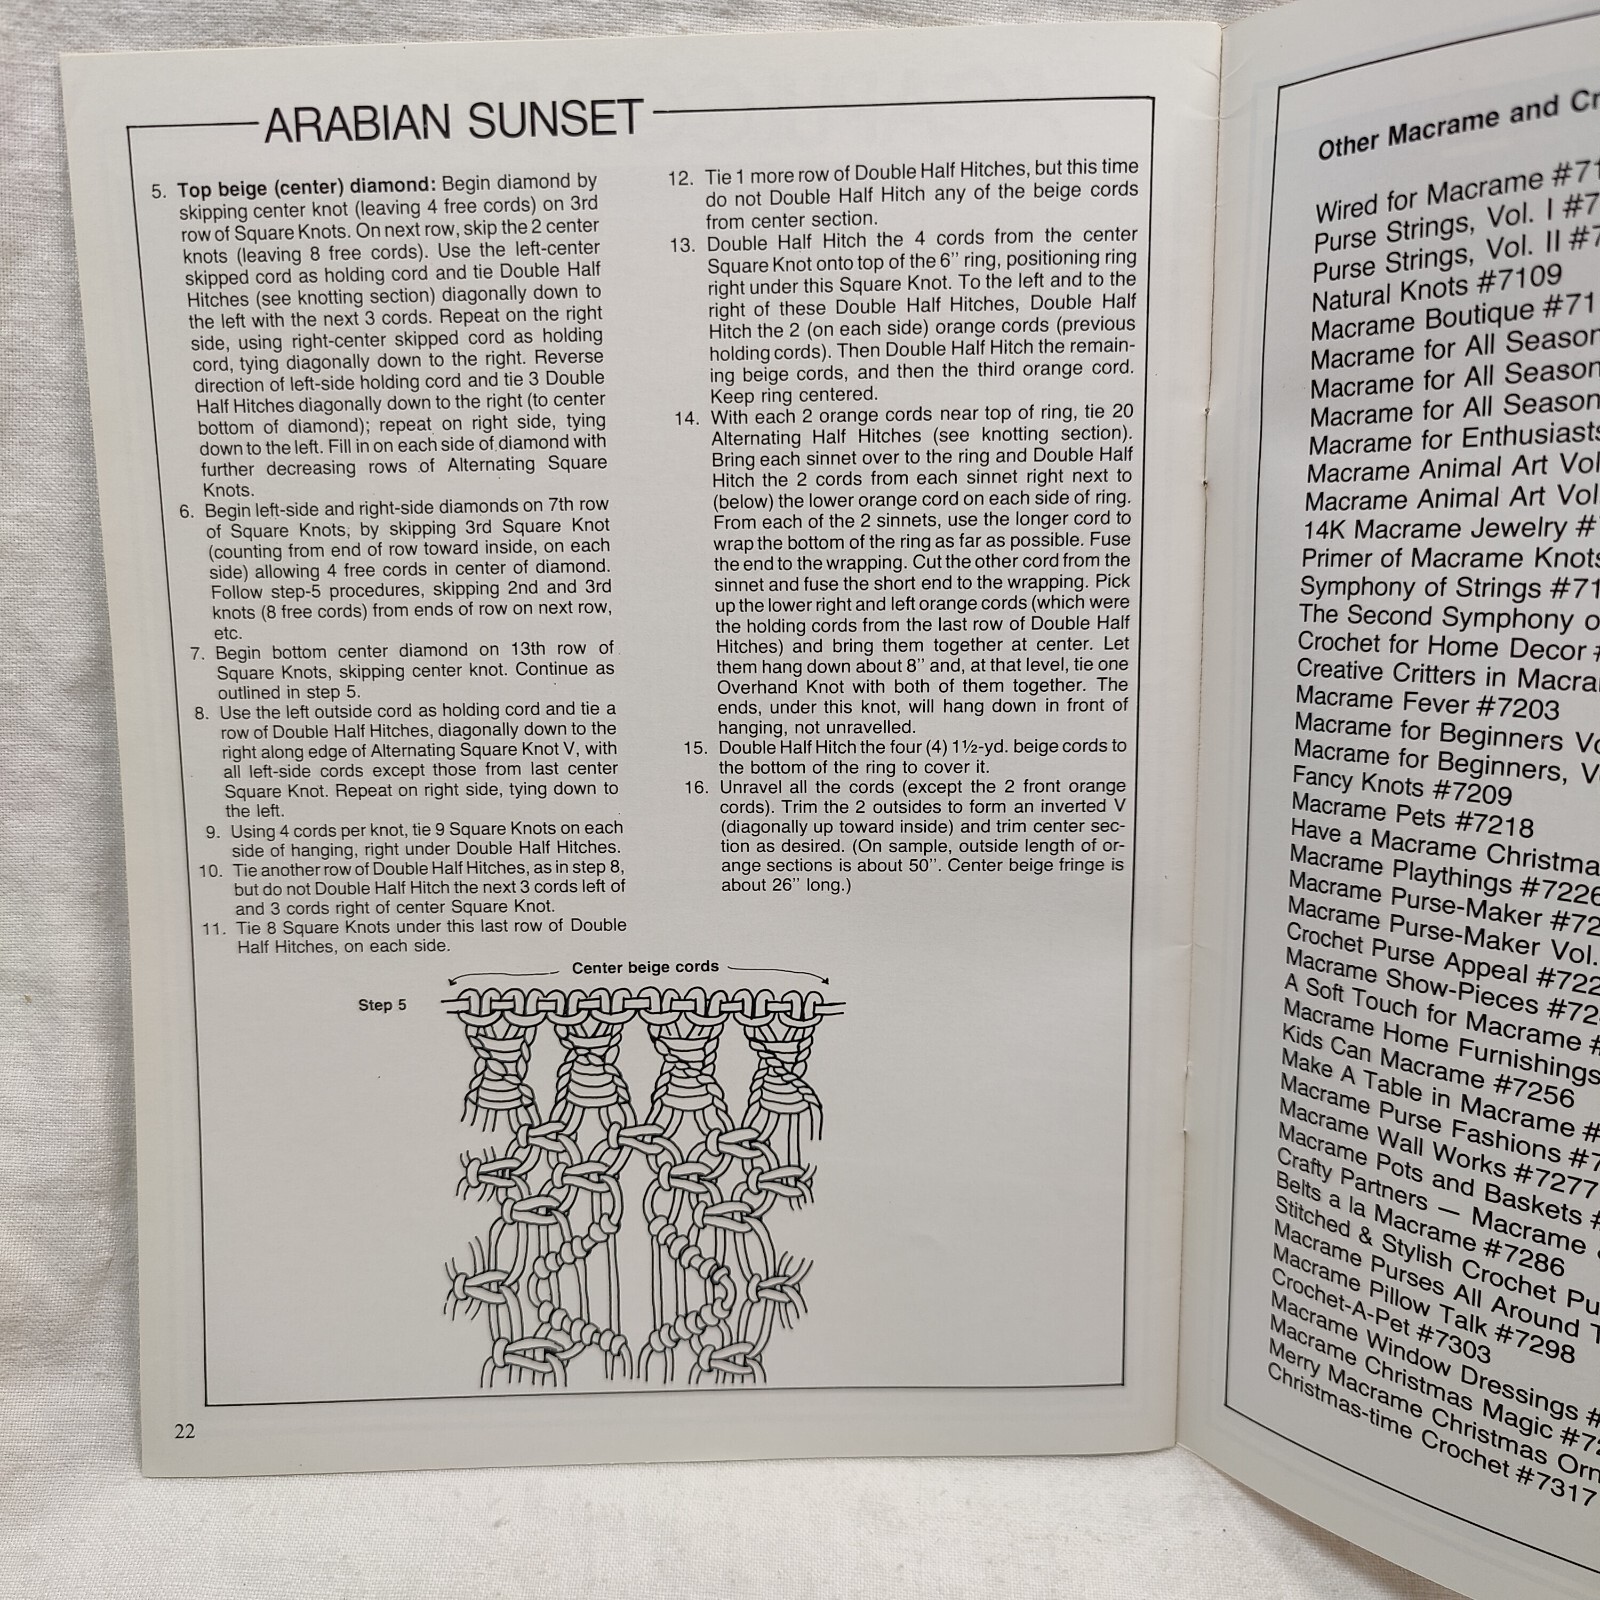 ARABIAN SUNSET
5. Top beige (center) diamond: Begin diamond by
skipping center knot (leaving 4 free cords) on 3rd
row of Square Knots. On next row, skip the 2 center
knots (leaving 8 free cords). Use the left-center
skipped cord as holding cord and tie Double Half
Hitches (see knotting section) diagonally down to
the left with the next 3 cords. Repeat on the right
side, using right-center skipped cord as holding
cord, tying diagonally down to the right. Reverse
direction of left-side holding cord and tie 3 Double
Half Hitches diagonally down to the right (to center
bottom of diamond); repeat on right side, tying
down to the left. Fill in on each side of diamond with
further decreasing rows of Alternating Square
Knots.
6. Begin left-side and right-side diamonds on 7th row
of Square Knots, by skipping 3rd Square Knot
(counting from end of row toward inside, on each
side) allowing 4 free cords in center of diamond.
Follow step-5 procedures, skipping 2nd and 3rd
knots (8 free cords) from ends of row on next row,
etc.
7. Begin bottom center diamond on 13th row of
Square Knots, skipping center knot. Continue as
outlined in step 5.
8. Use the left outside cord as holding cord and tie a
row of Double Half Hitches, diagonally down to the
right along edge of Alternating Square Knot V, with
all left-side cords except those from last center
Square Knot. Repeat on right side, tying down to
the left.
9. Using 4 cords per knot, tie 9 Square Knots on each
side of hanging, right under Double Half Hitches.
10. Tie another row of Double Half Hitches, as in step 8,
but do not Double Half Hitch the next 3 cords left of
and 3 cords right of center Square Knot.
11. Tie 8 Square Knots under this last row of Double
Half Hitches, on each side.
12. Tie 1 more row of Double Half Hitches, but this time
do not Double Half Hitch any of the beige cords
from center section.
13. Double Half Hitch the 4 cords from the center
Square Knot onto top of the 6” ring, positioning ring
right under this Square Knot. To the left and to the
right of these Double Half Hitches, Double Half
Hitch the 2 (on each side) orange cords (previous
holding cords). Then Double Half Hitch the remain-
ing beige cords, and then the third orange cord.
Keep ring centered.
14. With each 2 orange cords near top of ring, tie 20
Alternating Half Hitches (see knotting section).
Bring each sinnet over to the ring and Double Half
Hitch the 2 cords from each sinnet right next to
(below) the lower orange cord on each side of ring.
From each of the 2 sinnets, use the longer cord to
wrap the bottom of the ring as far as possible. Fuse
the end to the wrapping. Cut the other cord from the
sinnet and fuse the short end to the wrapping. Pick
up the lower right and left orange cords (which were
the holding cords from the last row of Double Half
Hitches) and bring them together at center. Let
them hang down about 8” and, at that level, tie one
Overhand Knot with both of them together. The
ends, under this knot, will hang down in front of
hanging, not unravelled.
15. Double Half Hitch the four (4) 1½-yd. beige cords to
the bottom of the ring to cover it.
16. Unravel all the cords (except the 2 front orange
cords). Trim the 2 outsides to form an inverted V
(diagonally up toward inside) and trim center sec-
tion as desired. (On sample, outside length of or-
ange sections is about 50”. Center beige fringe is
about 26” long.)
Center beige cords
Step 5
22
Other Macrame and
Wired for Macrame
Purse Strings, Vol. I
Purse Strings, Vol. II
Natural Knots #7109
Macrame Boutique
Macrame for All
Macrame for All
Macrame for All
Macrame for
Macrame Animal Art
Macrame Animal Art
14K Macrame Jewelry
Primer of Macrame
Symphony of Strings
The Second Symphony
Crochet for Home Decor
Creative Critters in
Macrame Fever #7203
Macrame for Beginners
Macrame for Beginners,
Fancy Knots #7209
Macrame Pets #7218
Have a Macrame
Macrame Playthings #7226
Macrame Purse-Maker
Macrame Purse-Maker Vol.
Crochet Purse Appeal
Macrame Show-Pieces
A Soft Touch for Macrame
Macrame Home Furnishings
Kids Can Macrame #7256
Make A Table in Macrame
Macrame Purse Fashions
Macrame Wall Works #7277
Macrame Pots and Baskets
Crafty Partners — Macrame
Belts a la Macrame #7286
Stitched & Stylish Crochet
Macrame Purses All Around
Macrame Pillow Talk #7298
Crochet-A-Pet #7303
Macrame Window Dressings
Macrame Christmas Magic
Merry Macrame Christmas
Christmas-time Crochet #7317